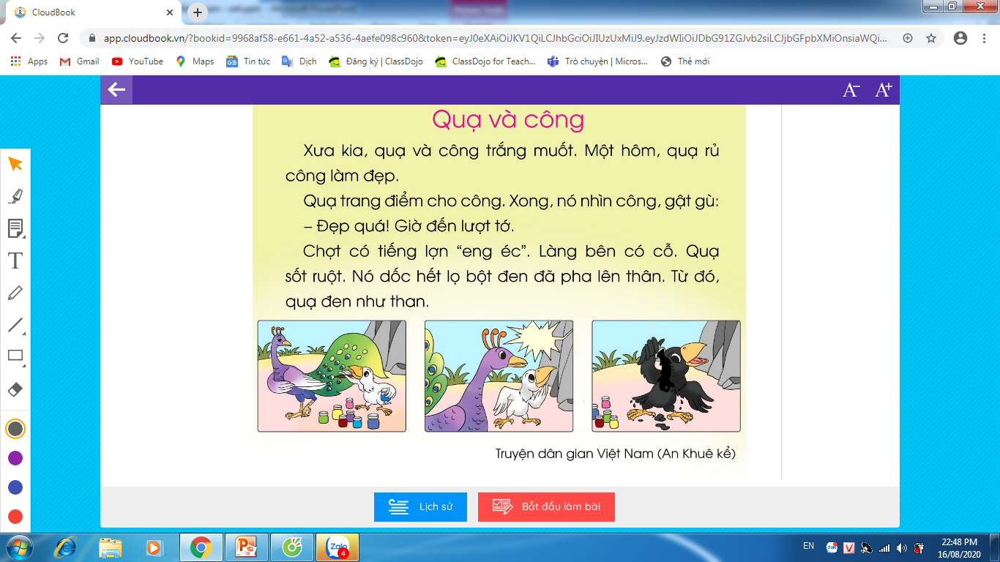 CloudBook
app.cloudbook.vn/?bookid=9968af58-e661-4a52-a536-4aefe098c960&token=eyJ0eXAiOiJKV1QiLCJhbGciOiJIUzUxMiJ9.eyJzdWIiOiJDbG91ZGJvb2siLCJjbGFpbXMiOnsiaWQi...
Apps Gmail YouTube Maps Tin tức Dịch Đăng ký | ClassDojo ClassDojo for Teach... Trò chuyện | Micros... Thẻ mới
A− A+
Quạ và công
Xưa kia, quạ và công trắng muốt. Một hôm, quạ rủ
công làm đẹp.
Quạ trang điểm cho công. Xong, nó nhìn công, gật gù:
– Đẹp quá! Giờ đến lượt tớ.
Chợt có tiếng lợn “eng éc”. Làng bên có cỗ. Quạ
sốt ruột. Nó dốc hết lọ bột đen đã pha lên thân. Từ đó,
quạ đen như than.
Truyện dân gian Việt Nam (An Khuê kể)
T
Lịch sử Bắt đầu làm bài
Zalo 4
EN
22:48 PM
16/08/2020